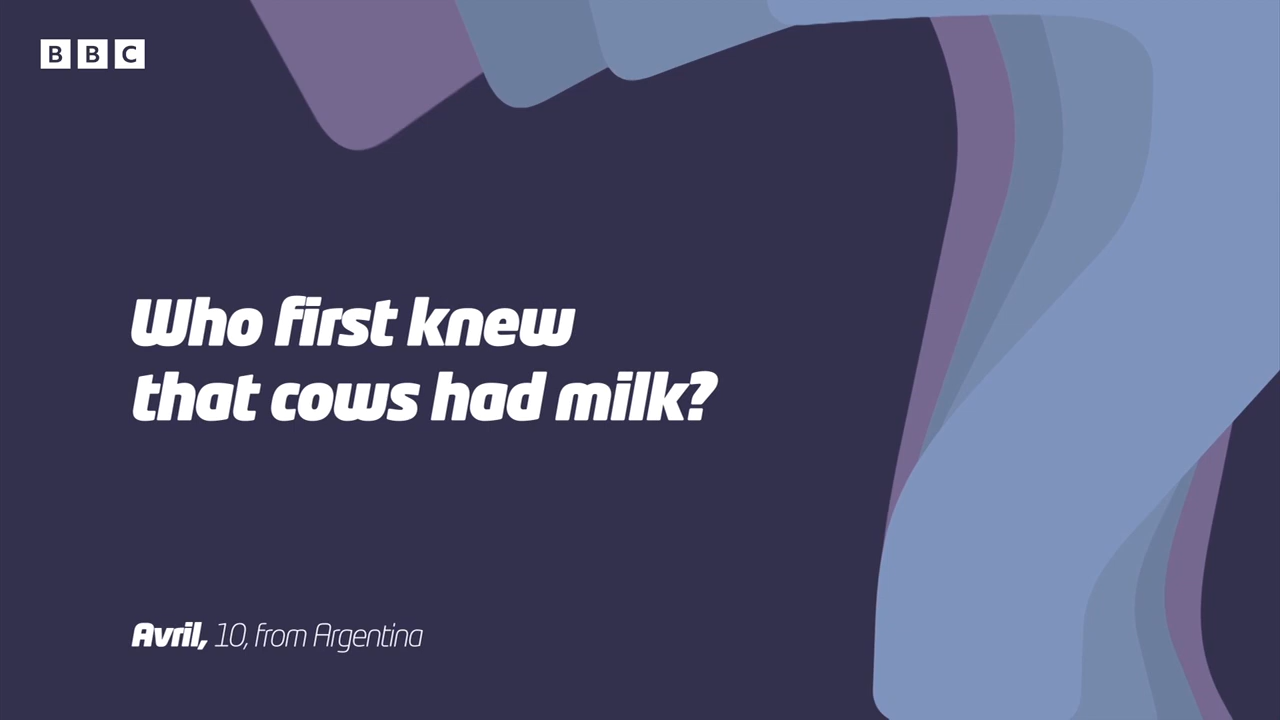 BBC
Who first knew
that cows had milk?
Avril, 10, from Argentina